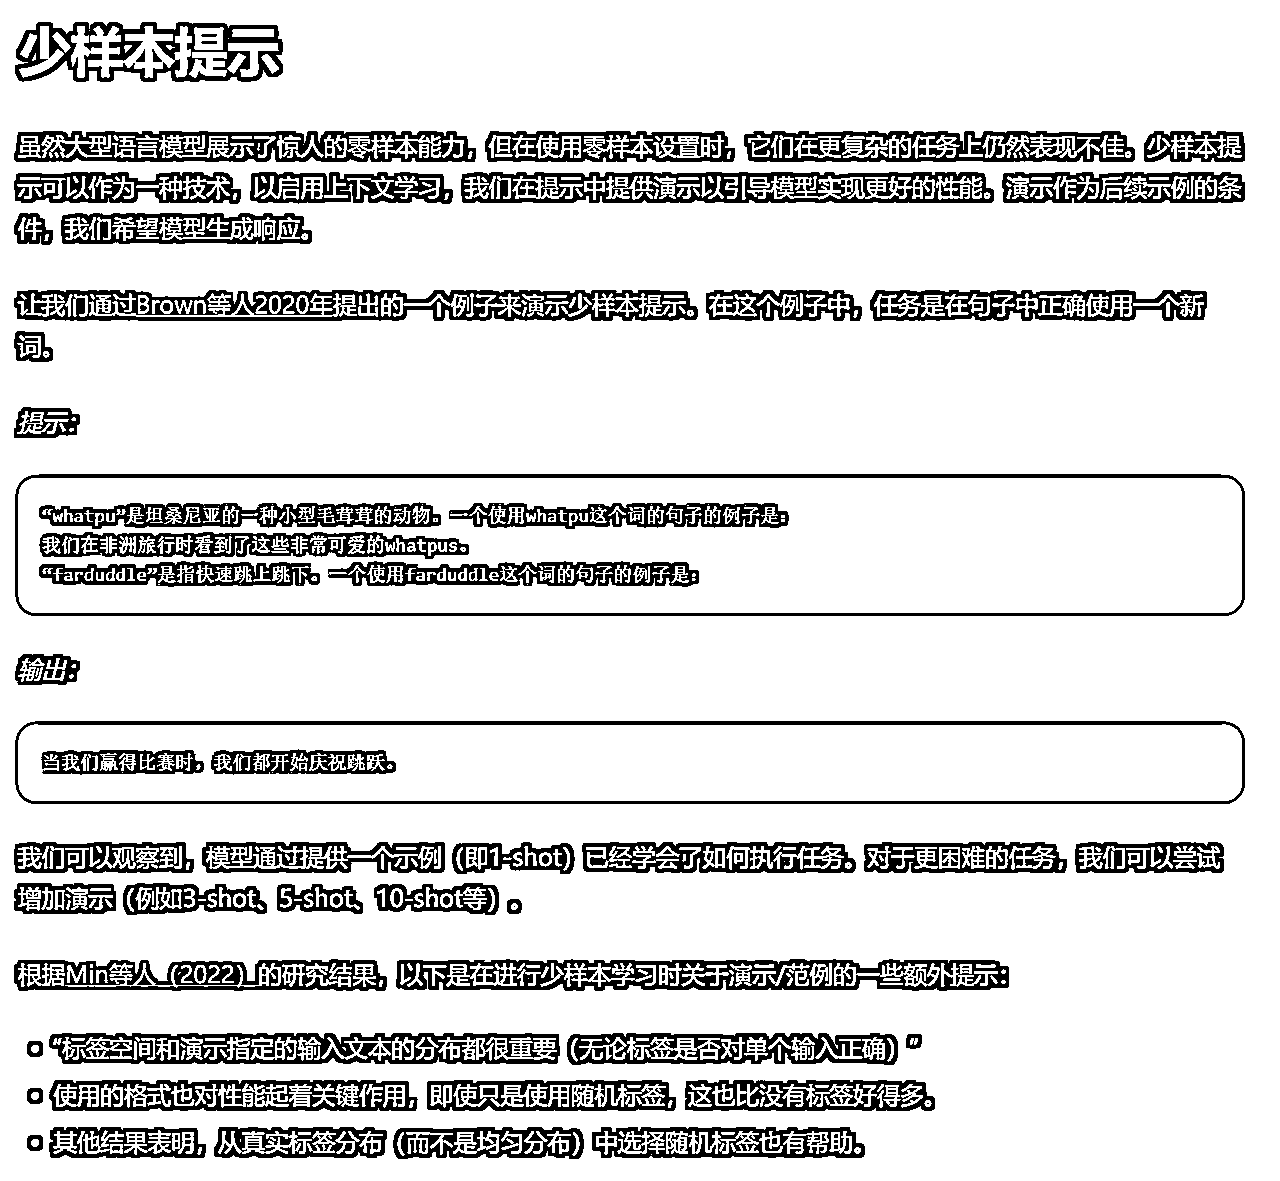 少样本提示
虽然大型语言模型展示了惊人的零样本能力，但在使用零样本设置时，它们在更复杂的任务上仍然表现不佳。少样本提
示可以作为一种技术，以启用上下文学习，我们在提示中提供演示以引导模型实现更好的性能。演示作为后续示例的条
件，我们希望模型生成响应。
让我们通过Brown等人2020年提出的一个例子来演示少样本提示。在这个例子中，任务是在句子中正确使用一个新
词。
提示：
“whatpu”是坦桑尼亚的一种小型毛茸茸的动物。一个使用whatpu这个词的句子的例子是：
我们在非洲旅行时看到了这些非常可爱的whatpus。
“farduddle”是指快速跳上跳下。一个使用farduddle这个词的句子的例子是：
输出：
当我们赢得比赛时，我们都开始庆祝跳跃。
我们可以观察到，模型通过提供一个示例（即1-shot）已经学会了如何执行任务。对于更困难的任务，我们可以尝试
增加演示（例如3-shot、5-shot、10-shot等）。
根据Min等人（2022）的研究结果，以下是在进行少样本学习时关于演示/范例的一些额外提示：
“标签空间和演示指定的输入文本的分布都很重要（无论标签是否对单个输入正确）”
使用的格式也对性能起着关键作用，即使只是使用随机标签，这也比没有标签好得多。
其他结果表明，从真实标签分布（而不是均匀分布）中选择随机标签也有帮助。